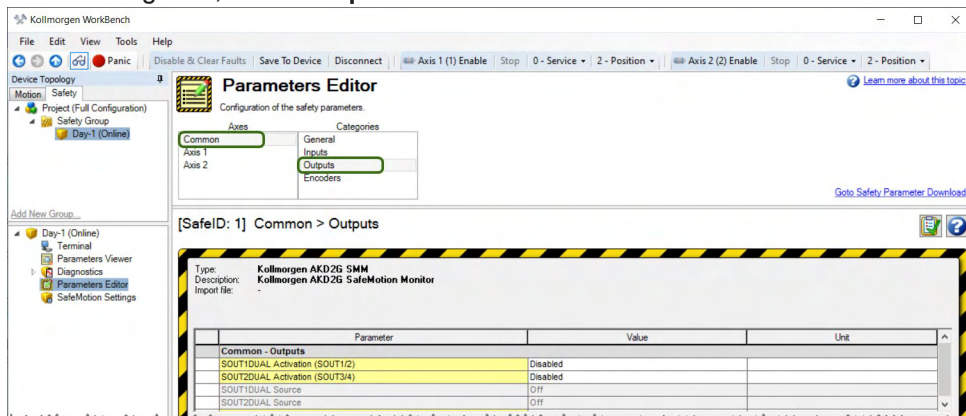 Kollmorgen WorkBench
File Edit View Tools Help
Panic Disable & Clear Faults Save To Device Disconnect Axis 1 (1) Enable Stop 0 - Service 2 - Position Axis 2 (2) Enable Stop 0 - Service 2 - Position
Device Topology
Motion Safety
Project (Full Configuration)
Safety Group
Day-1 (Online)
Add New Group...
Day-1 (Online)
Terminal
Parameters Viewer
Diagnostics
Parameters Editor
SafeMotion Settings
Parameters Editor
Learn more about this topic
Configuration of the safety parameters.
Axes Categories
Common General
Axis 1 Inputs
Axis 2 Outputs
Encoders
Goto Safety Parameter Download
[SafeID: 1] Common > Outputs
Type: Kollmorgen AKD2G SMM
Description: Kollmorgen AKD2G SafeMotion Monitor
Import file: -
Parameter Value Unit
Common - Outputs
SOUT1DUAL Activation (SOUT1/2) Disabled
SOUT2DUAL Activation (SOUT3/4) Disabled
SOUT1DUAL Source Off
SOUT2DUAL Source Off